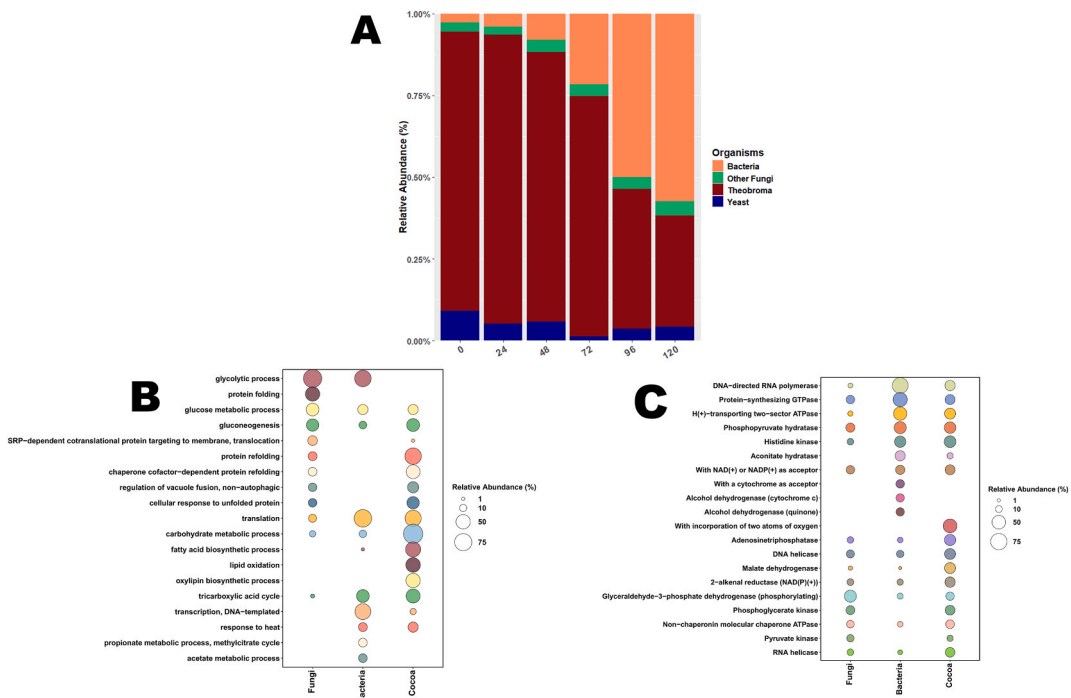 A
1.00%
0.75%
0.50%
0.25%
0.00%
Relative Abundance (%)
0 24 48 72 96 120
Organisms
Bacteria
Other Fungi
Theobroma
Yeast
B
glycolytic process
protein folding
glucose metabolic process
gluconeogenesis
SRP-dependent cotranslational protein targeting to membrane, translocation
protein refolding
chaperone cofactor-dependent protein refolding
regulation of vacuole fusion, non-autophagic
cellular response to unfolded protein
translation
carbohydrate metabolic process
fatty acid biosynthetic process
lipid oxidation
oxylipin biosynthetic process
tricarboxylic acid cycle
transcription, DNA-templated
response to heat
propionate metabolic process, methylcitrate cycle
acetate metabolic process
Fungi
acteria
Cocoa
Relative Abundance (%)
1
10
50
75
C
DNA-directed RNA polymerase
Protein-synthesizing GTPase
H(+)-transporting two-sector ATPase
Phosphopyruvate hydratase
Histidine kinase
Aconitate hydratase
With NAD(+) or NADP(+) as acceptor
With a cytochrome as acceptor
Alcohol dehydrogenase (cytochrome c)
Alcohol dehydrogenase (quinone)
With incorporation of two atoms of oxygen
Adenosinetriphosphatase
DNA helicase
Malate dehydrogenase
2-alkenal reductase (NAD(P)(+))
Glyceraldehyde-3-phosphate dehydrogenase (phosphorylating)
Phosphoglycerate kinase
Non-chaperonin molecular chaperone ATPase
Pyruvate kinase
RNA helicase
Fungi
Bacteria
Cocoa
Relative Abundance (%)
1
10
50
75